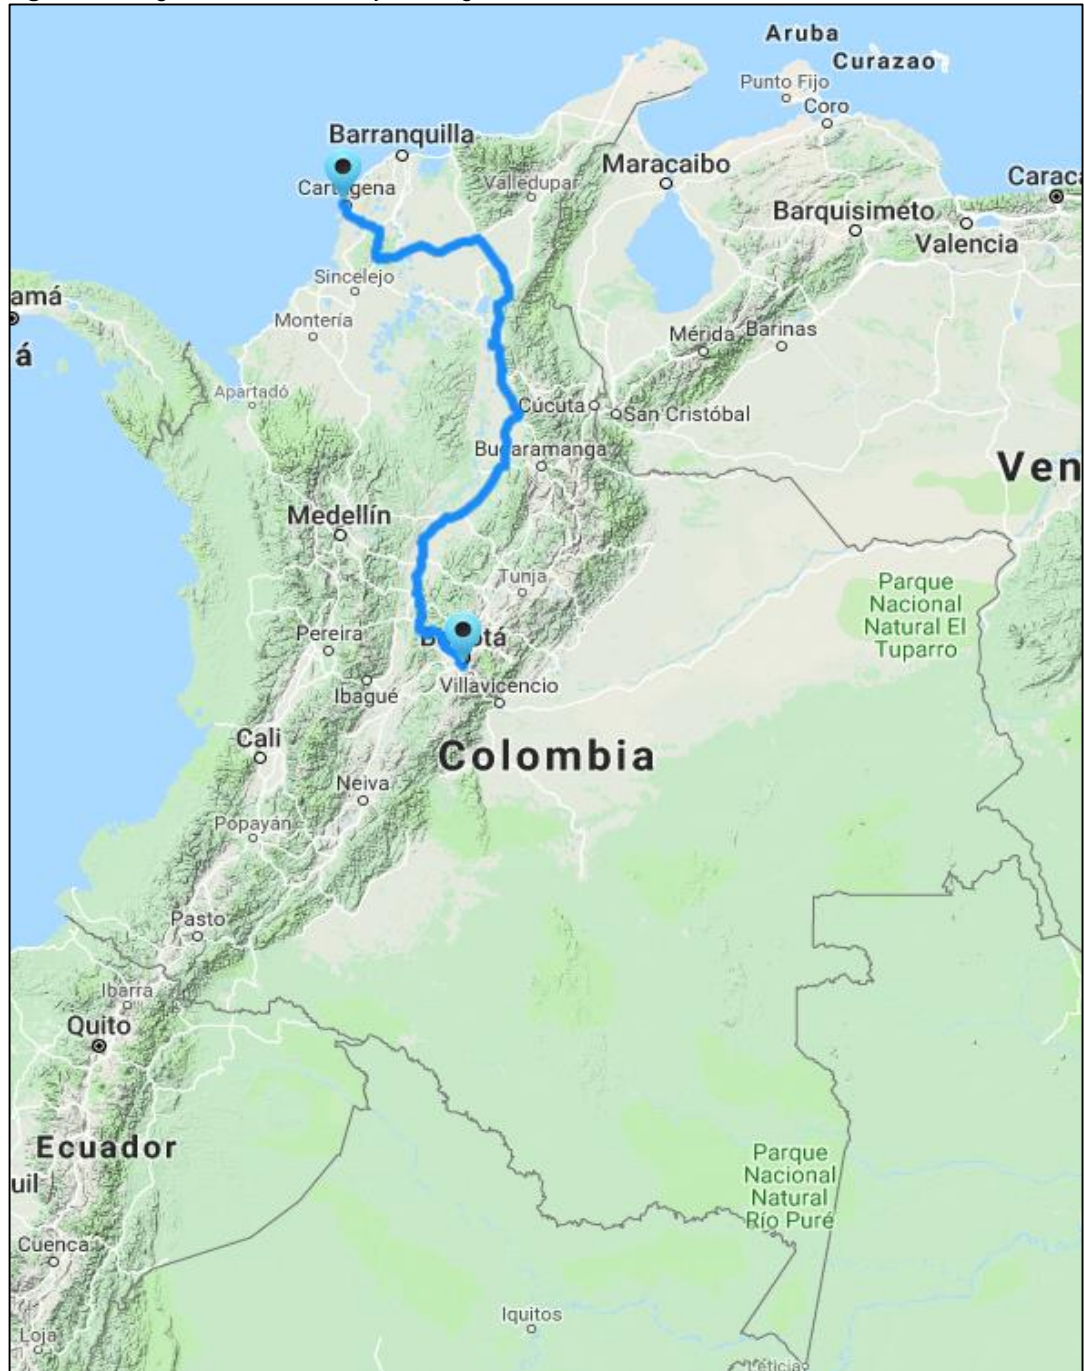 Aruba
Curazao
Punto Fijo
Coro
Barranquilla
Maracaibo
Cartagena
Valledupar
Carac
Barquisimeto
Valencia
Sincelejo
amá
Montería
á
Mérida
Barinas
Apartadó
Cúcuta
San Cristóbal
Bucaramanga
Ven
Medellín
Tunja
Parque
Nacional
Natural El
Tuparro
Pereira
Bogotá
Ibagué
Villavicencio
Cali
Colombia
Neiva
Popayán
Pasto
Ibarra
Quito
Ecuador
Parque
Nacional
Natural
Río Puré
uil
Cuenca
Iquitos
Loja
Leticia